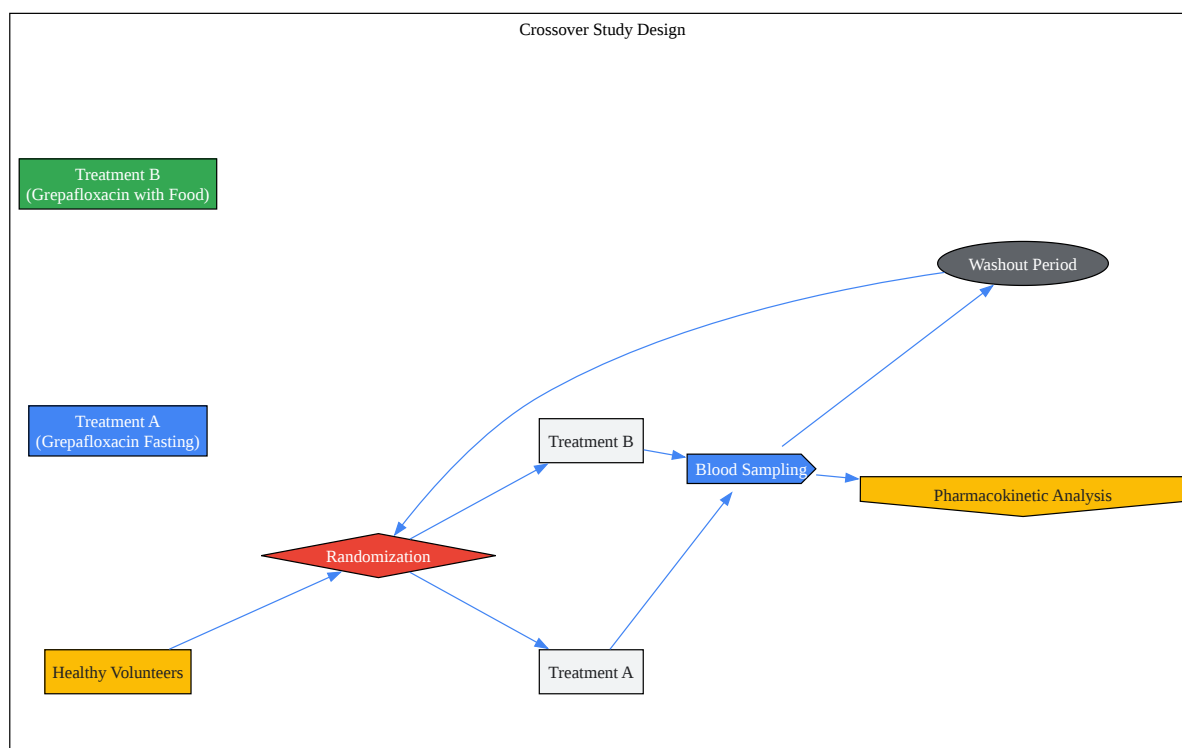 Crossover Study Design
Treatment B
(Grepafloxacin with Food)
Washout Period
Treatment A
(Grepafloxacin Fasting)
Treatment B
Blood Sampling
Pharmacokinetic Analysis
Randomization
Healthy Volunteers
Treatment A